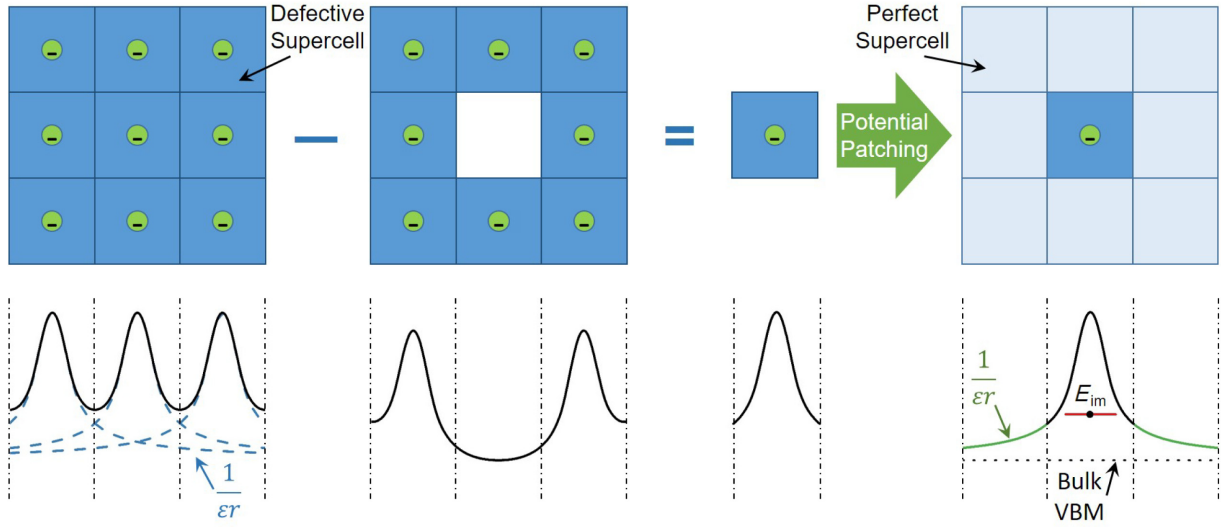 Defective
Supercell
Perfect
Supercell
- - -
- - -
- - -
- - -
- -
- - -
-
Potential
Patching
-
1
εr
1
εr
E_im
Bulk
VBM